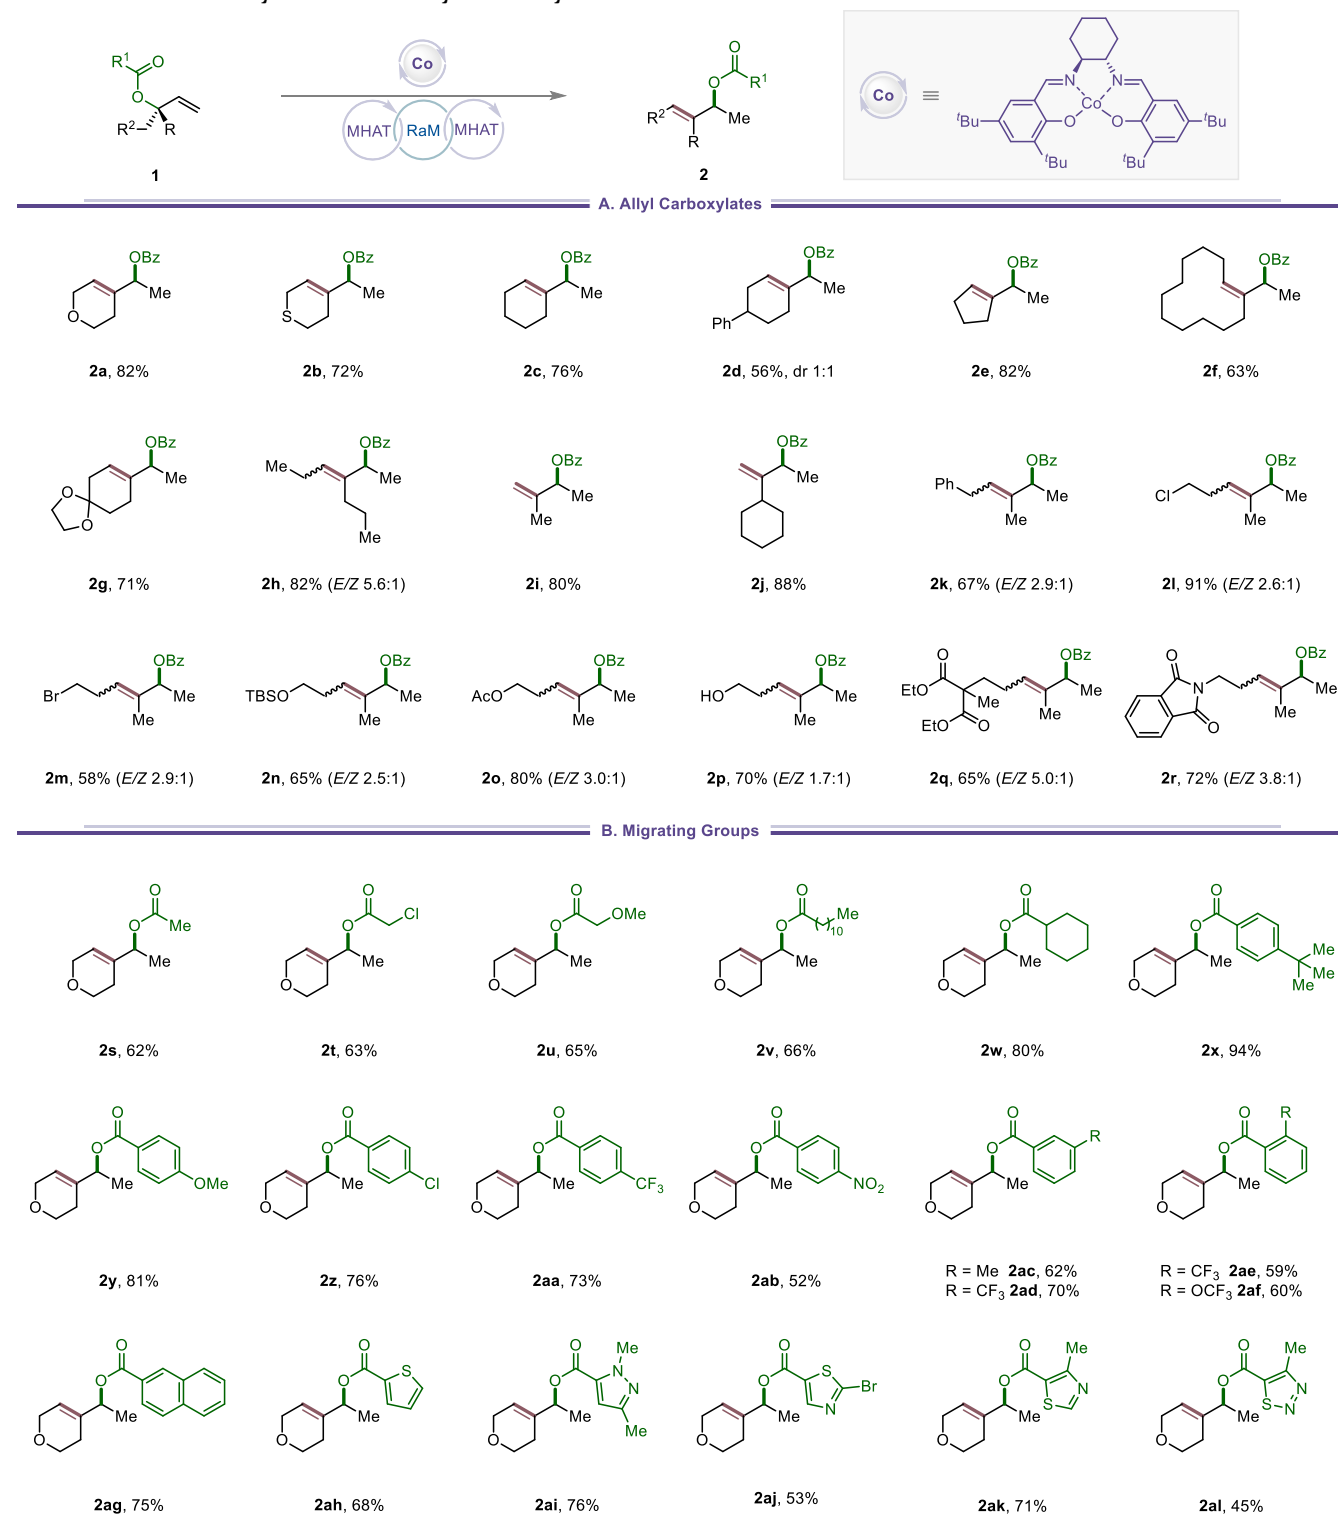 R¹ O O R² R 1
Co
MHAT RaM MHAT
O O R¹ R² Me R 2
Co ≡ N N Co O O ᵗBu ᵗBu ᵗBu ᵗBu
A. Allyl Carboxylates
OBz Me O
OBz Me S
OBz Me
OBz Me Ph
OBz Me
OBz Me
2a, 82%
2b, 72%
2c, 76%
2d, 56%, dr 1:1
2e, 82%
2f, 63%
OBz Me O O
OBz Me Me Me
OBz Me Me
OBz Me
OBz Ph Me Me
OBz Cl Me Me
2g, 71%
2h, 82% (E/Z 5.6:1)
2i, 80%
2j, 88%
2k, 67% (E/Z 2.9:1)
2l, 91% (E/Z 2.6:1)
OBz Br Me Me
OBz TBSO Me Me
OBz AcO Me Me
OBz HO Me Me
O OBz EtO Me Me Me EtO O
O OBz N Me Me O
2m, 58% (E/Z 2.9:1)
2n, 65% (E/Z 2.5:1)
2o, 80% (E/Z 3.0:1)
2p, 70% (E/Z 1.7:1)
2q, 65% (E/Z 5.0:1)
2r, 72% (E/Z 3.8:1)
B. Migrating Groups
O O Me Me O
O Cl O Me O
O OMe O Me O
O Me 10 O Me O
O O Me O
O O Me Me Me Me O
2s, 62%
2t, 63%
2u, 65%
2v, 66%
2w, 80%
2x, 94%
O O Me OMe O
O O Me Cl O
O O Me CF₃ O
O O Me NO₂ O
O R O Me O
O R O Me O
2y, 81%
2z, 76%
2aa, 73%
2ab, 52%
R = Me 2ac, 62%
R = CF₃ 2ad, 70%
R = CF₃ 2ae, 59%
R = OCF₃ 2af, 60%
O O Me O
O S O Me O
O Me N N O Me Me O
O S Br O N Me O
O Me O N S Me O
O Me O N S N Me O
2ag, 75%
2ah, 68%
2ai, 76%
2aj, 53%
2ak, 71%
2al, 45%